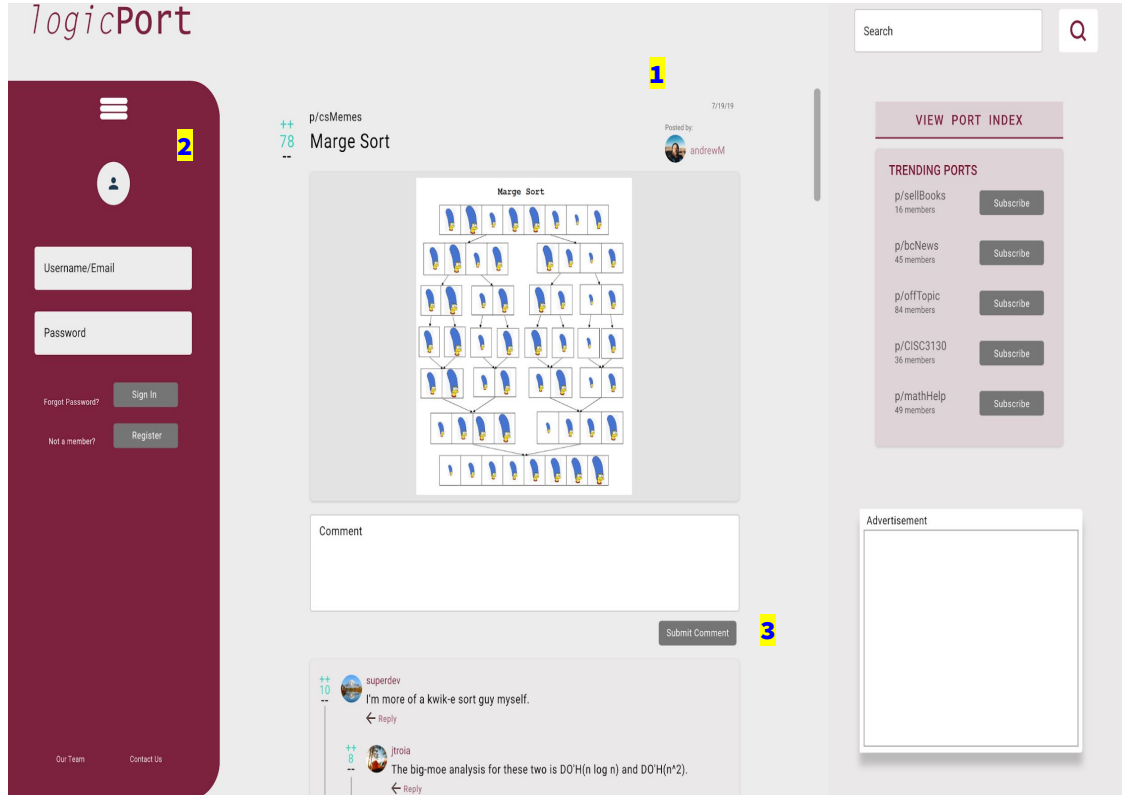 logicPort
Search
1
2
7/19/19
p/csMemes
++
78
--
Marge Sort
Posted by:
andrewM
Marge Sort
Username/Email
Password
Forgot Password?
Sign In
Not a member?
Register
Our Team
Contact Us
Comment
Submit Comment
3
++
10
--
superdev
I'm more of a kwik-e sort guy myself.
Reply
++
8
--
jtroia
The big-moe analysis for these two is DO'H(n log n) and DO'H(n^2).
Reply
VIEW PORT INDEX
TRENDING PORTS
p/sellBooks
16 members
Subscribe
p/bcNews
45 members
Subscribe
p/offTopic
84 members
Subscribe
p/CISC3130
36 members
Subscribe
p/mathHelp
49 members
Subscribe
Advertisement